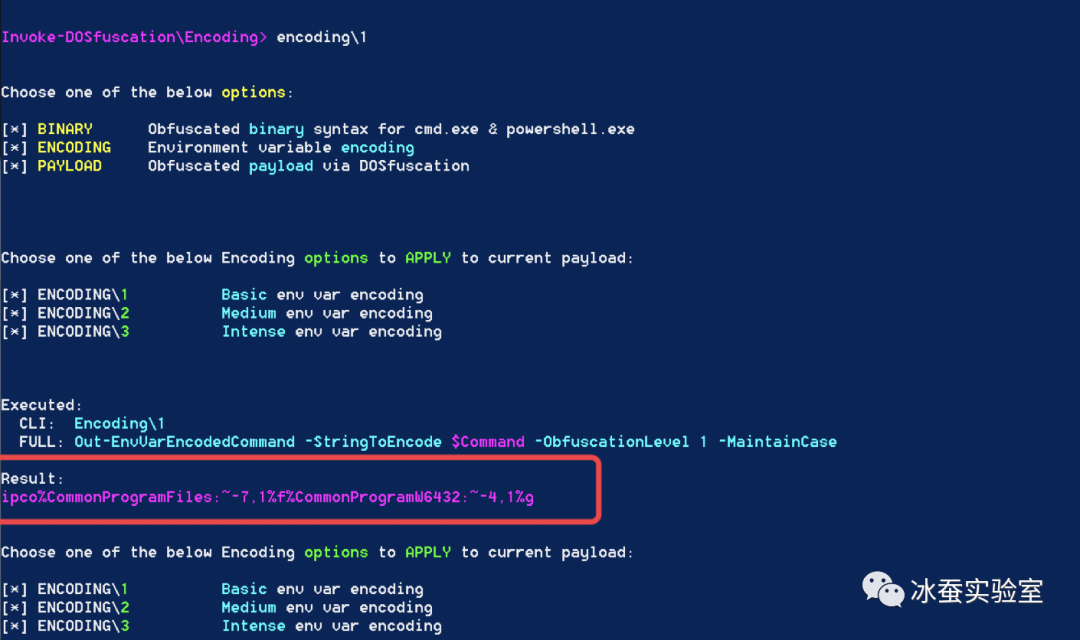 Invoke-DOSfuscation\Encoding> encoding\1
Choose one of the below options:
[*] BINARY Obfuscated binary syntax for cmd.exe & powershell.exe
[*] ENCODING Environment variable encoding
[*] PAYLOAD Obfuscated payload via DOSfuscation
Choose one of the below Encoding options to APPLY to current payload:
[*] ENCODING\1 Basic env var encoding
[*] ENCODING\2 Medium env var encoding
[*] ENCODING\3 Intense env var encoding
Executed:
CLI: Encoding\1
FULL: Out-EnvVarEncodedCommand -StringToEncode $Command -ObfuscationLevel 1 -MaintainCase
Result:
ipco%CommonProgramFiles:~-7,1%f%CommonProgramW6432:~-4,1%g
Choose one of the below Encoding options to APPLY to current payload:
[*] ENCODING\1 Basic env var encoding
[*] ENCODING\2 Medium env var encoding
[*] ENCODING\3 Intense env var encoding
冰蚕实验室